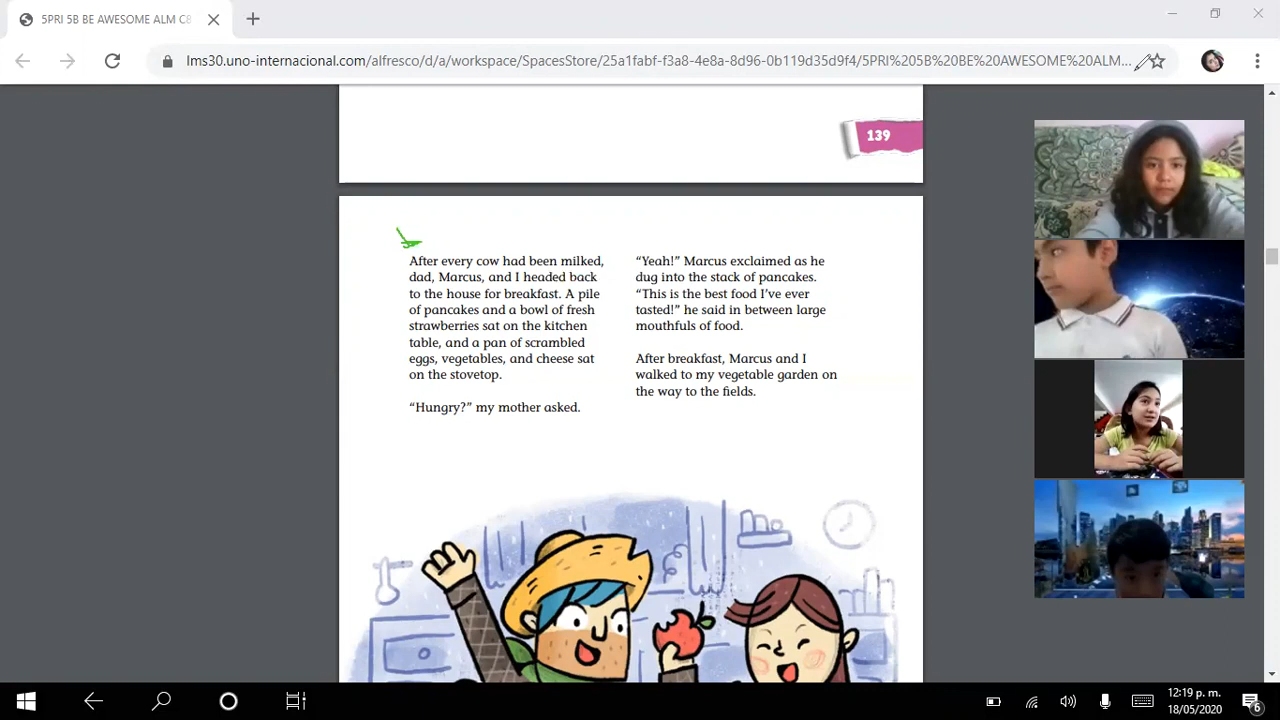 5PRI 5B BE AWESOME ALM CB
lms30.uno-internacional.com/alfresco/d/a/workspace/SpacesStore/25a1fabf-f3a8-4e8a-8d96-0b119d35d9f4/5PRI%205B%20BE%20AWESOME%20ALM...
139
After every cow had been milked,
dad, Marcus, and I headed back
to the house for breakfast. A pile
of pancakes and a bowl of fresh
strawberries sat on the kitchen
table, and a pan of scrambled
eggs, vegetables, and cheese sat
on the stovetop.
“Hungry?” my mother asked.
“Yeah!” Marcus exclaimed as he
dug into the stack of pancakes.
“This is the best food I’ve ever
tasted!” he said in between large
mouthfuls of food.
After breakfast, Marcus and I
walked to my vegetable garden on
the way to the fields.
12:19 p. m.
18/05/2020
6